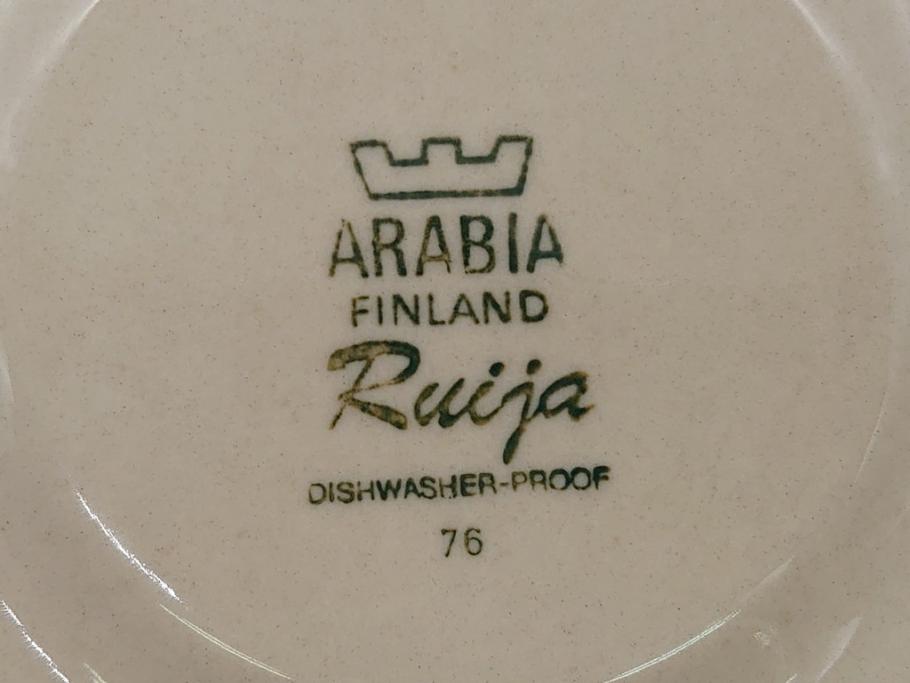 ARABIA
FINLAND
Ruija
DISHWASHER-PROOF
76